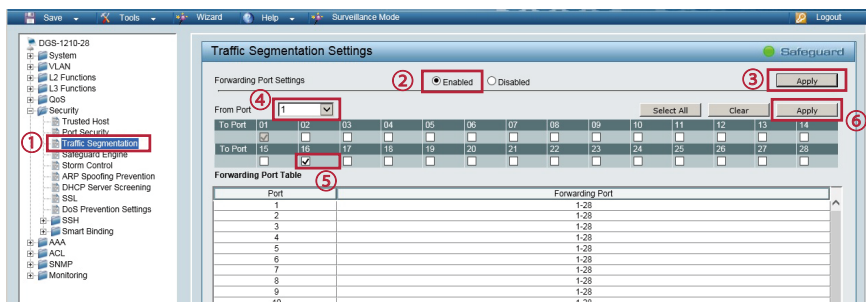 Save Tools Wizard Help Surveillance Mode Logout
DGS-1210-28
System
VLAN
L2 Functions
L3 Functions
QoS
Security
Trusted Host
Port Security
① Traffic Segmentation
Safeguard Engine
Storm Control
ARP Spoofing Prevention
DHCP Server Screening
SSL
DoS Prevention Settings
SSH
Smart Binding
AAA
ACL
SNMP
Monitoring
Traffic Segmentation Settings Safeguard
Forwarding Port Settings ② Enabled Disabled ③ Apply
④
From Port 1 Select All Clear Apply ⑥
To Port 01 02 03 04 05 06 07 08 09 10 11 12 13 14
To Port 15 16 17 18 19 20 21 22 23 24 25 26 27 28
⑤
Forwarding Port Table
Port Forwarding Port
1 1-28
2 1-28
3 1-28
4 1-28
5 1-28
6 1-28
7 1-28
8 1-28
9 1-28
10 1-28